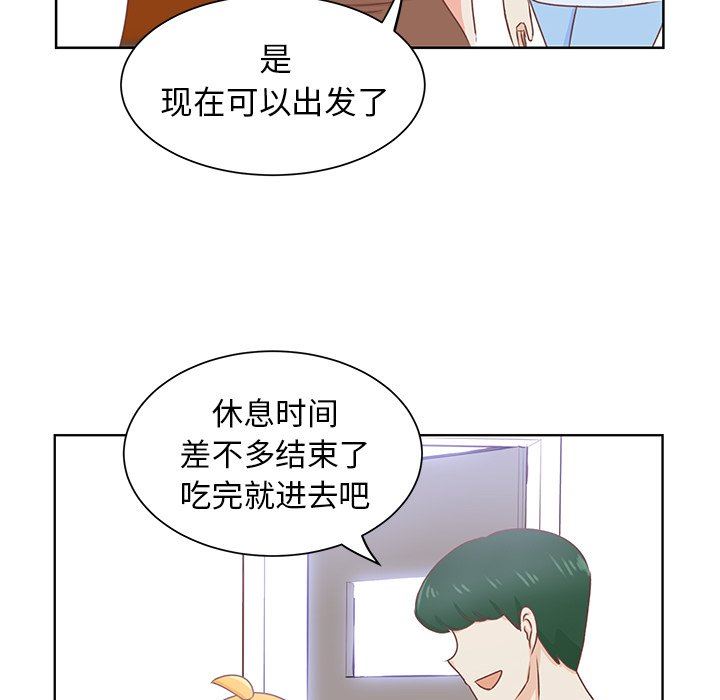 是
现在可以出发了
休息时间
差不多结束了
吃完就进去吧